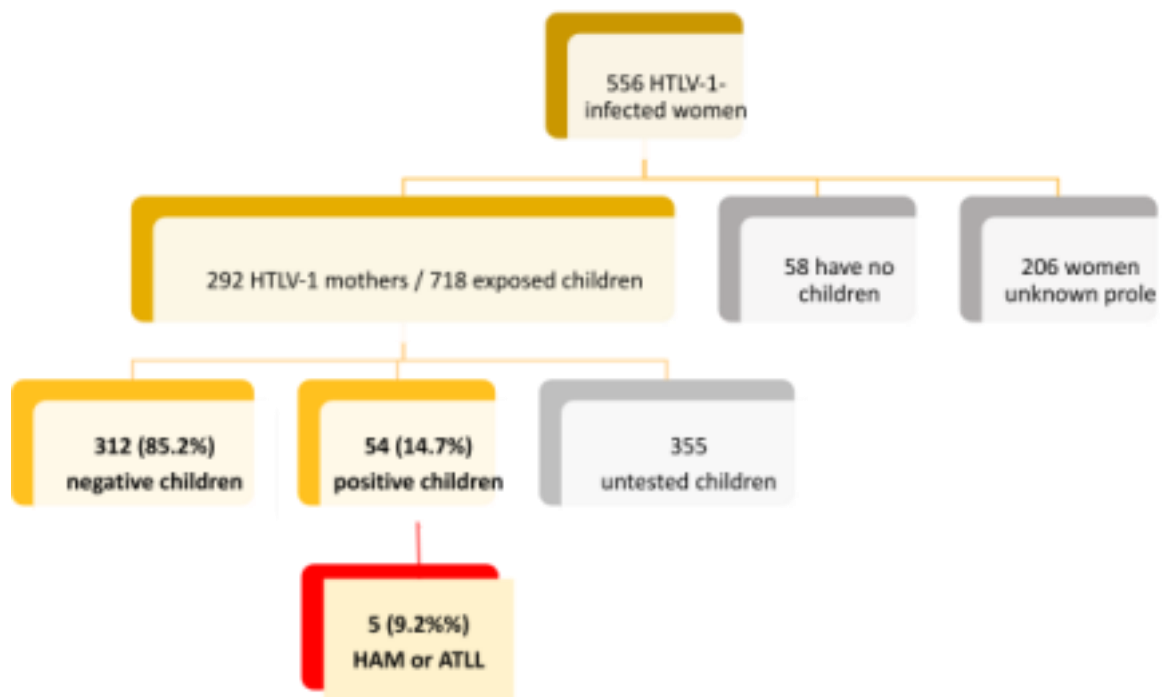 556 HTLV-1-
infected women
292 HTLV-1 mothers / 718 exposed children
58 have no
children
206 women
unknown prole
312 (85.2%)
negative children
54 (14.7%)
positive children
355
untested children
5 (9.2%%)
HAM or ATLL